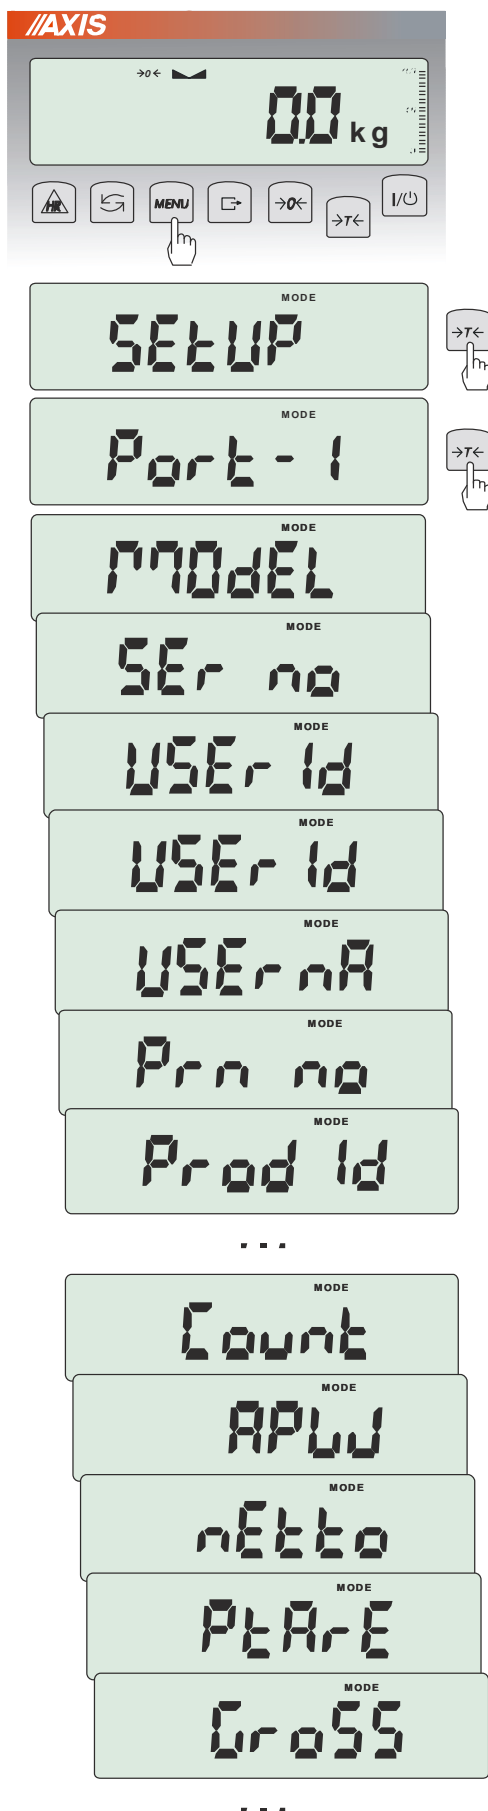 AXIS
→0←
0.0 kg
HR MENU →0← →T← I/⏻
MODE
SEtUP
→T←
MODE
Port-1
→T←
MODE
MOdEL
MODE
SEr no
MODE
USEr Id
MODE
USEr Id
MODE
USEr nA
MODE
Prn no
MODE
Prod Id
...
MODE
Count
MODE
APW
MODE
nEtto
MODE
PtArE
MODE
GroSS
...